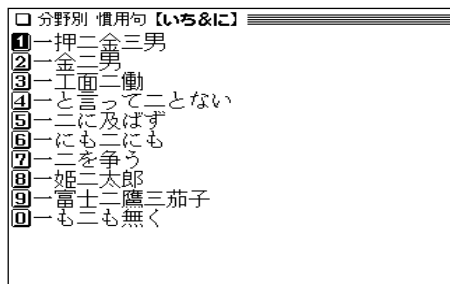 □ 分野別 慣用句【いち&に】
1一押二金三男
2一金二男
3一工面二働
4一と言って二とない
5一二に及ばず
6一にも二にも
7一二を争う
8一姫二太郎
9一富士二鷹三茄子
0一も二も無く